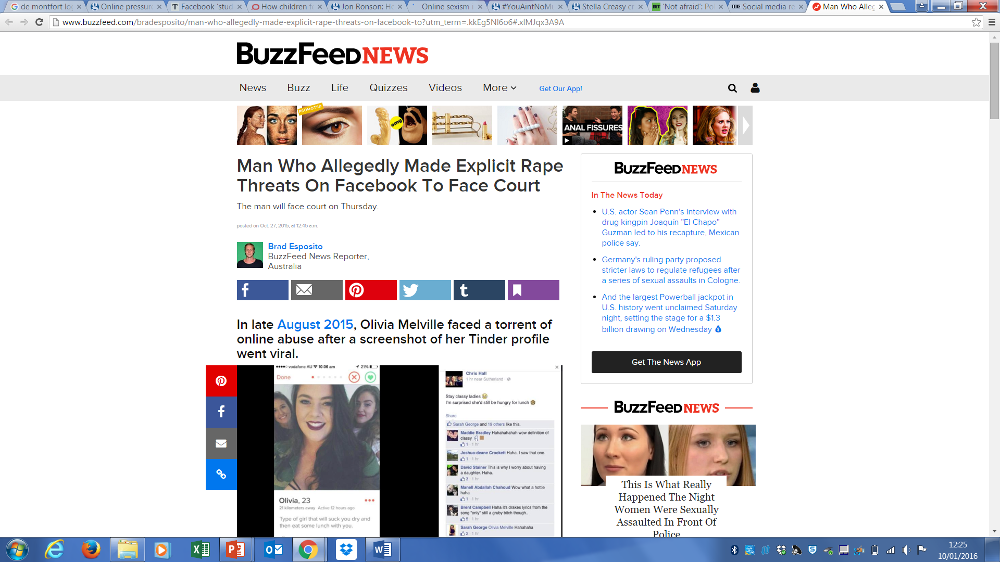 de montfort lo
Online pressure
Facebook 'stud
How children f
Jon Ronson: Ho
Online sexism i
#YouAintNoMu
Stella Creasy cr
'Not afraid': Po
Social media re
Man Who Alleg
www.buzzfeed.com/bradesposito/man-who-allegedly-made-explicit-rape-threats-on-facebook-to?utm_term=.kkEg5Nl6o6#.xlMJqx3A9A
BuzzFeedNEWS
News Buzz Life Quizzes Videos More Get Our App!
PROMOTED
omg
ANAL FISSURES
Man Who Allegedly Made Explicit Rape
Threats On Facebook To Face Court
The man will face court on Thursday.
posted on Oct. 27, 2015, at 12:45 a.m.
Brad Esposito
BuzzFeed News Reporter,
Australia
In late August 2015, Olivia Melville faced a torrent of
online abuse after a screenshot of her Tinder profile
went viral.
vodafone AU 10:06 am 21%
Done
Olivia, 23
21 kilometers away Active 12 hours ago
Type of girl that will suck you dry and
then eat some lunch with you.
Chris Hall
1 hr near Sutherland
Stay classy ladies
I'm surprised she'd still be hungry for lunch
Share
Sarah George and 19 others like this.
Maddie Bradley Hahahahahah wow definition of
classy
1 · 1 hr
Joshua-deane Crockett Haha. I saw that one.
1 · 1 hr
David Stainer This is why I worry about having
a daughter. Haha.
3 · 1 hr
Manell Abdallah Chahoud Wow what a hottie
haha
1 · 1 hr
Brent Campbell Haha it's drakes lyrics from the
song "only" still a gruby bitch though..
5 · 1 hr
Sarah George Olivia Melville Hahahaha
2 · 1 hr
BuzzFeedNEWS
In The News Today
U.S. actor Sean Penn's interview with
drug kingpin Joaquín "El Chapo"
Guzman led to his recapture, Mexican
police say.
Germany's ruling party proposed
stricter laws to regulate refugees after
a series of sexual assaults in Cologne.
And the largest Powerball jackpot in
U.S. history went unclaimed Saturday
night, setting the stage for a $1.3
billion drawing on Wednesday
Get The News App
BuzzFeedNEWS
This Is What Really
Happened The Night
Women Were Sexually
Assaulted In Front Of
Police
12:25
10/01/2016